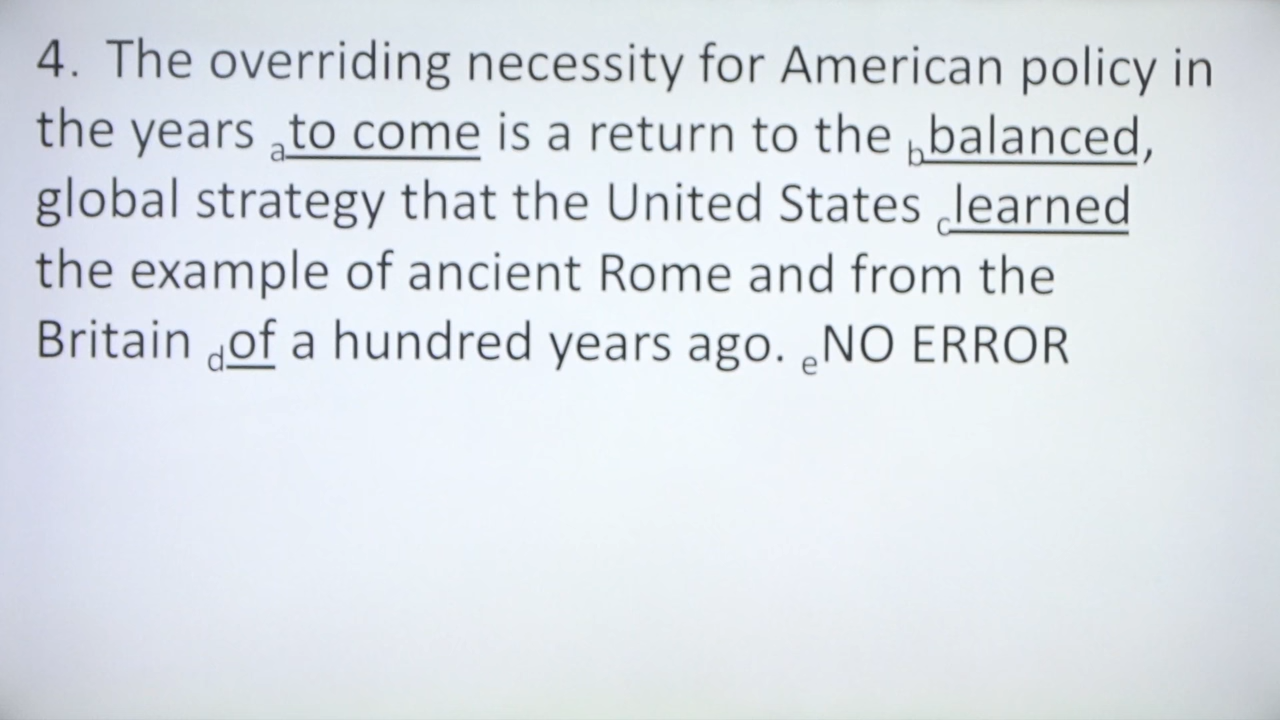 4. The overriding necessity for American policy in
the years a to come is a return to the b balanced,
global strategy that the United States c learned
the example of ancient Rome and from the
Britain d of a hundred years ago. e NO ERROR